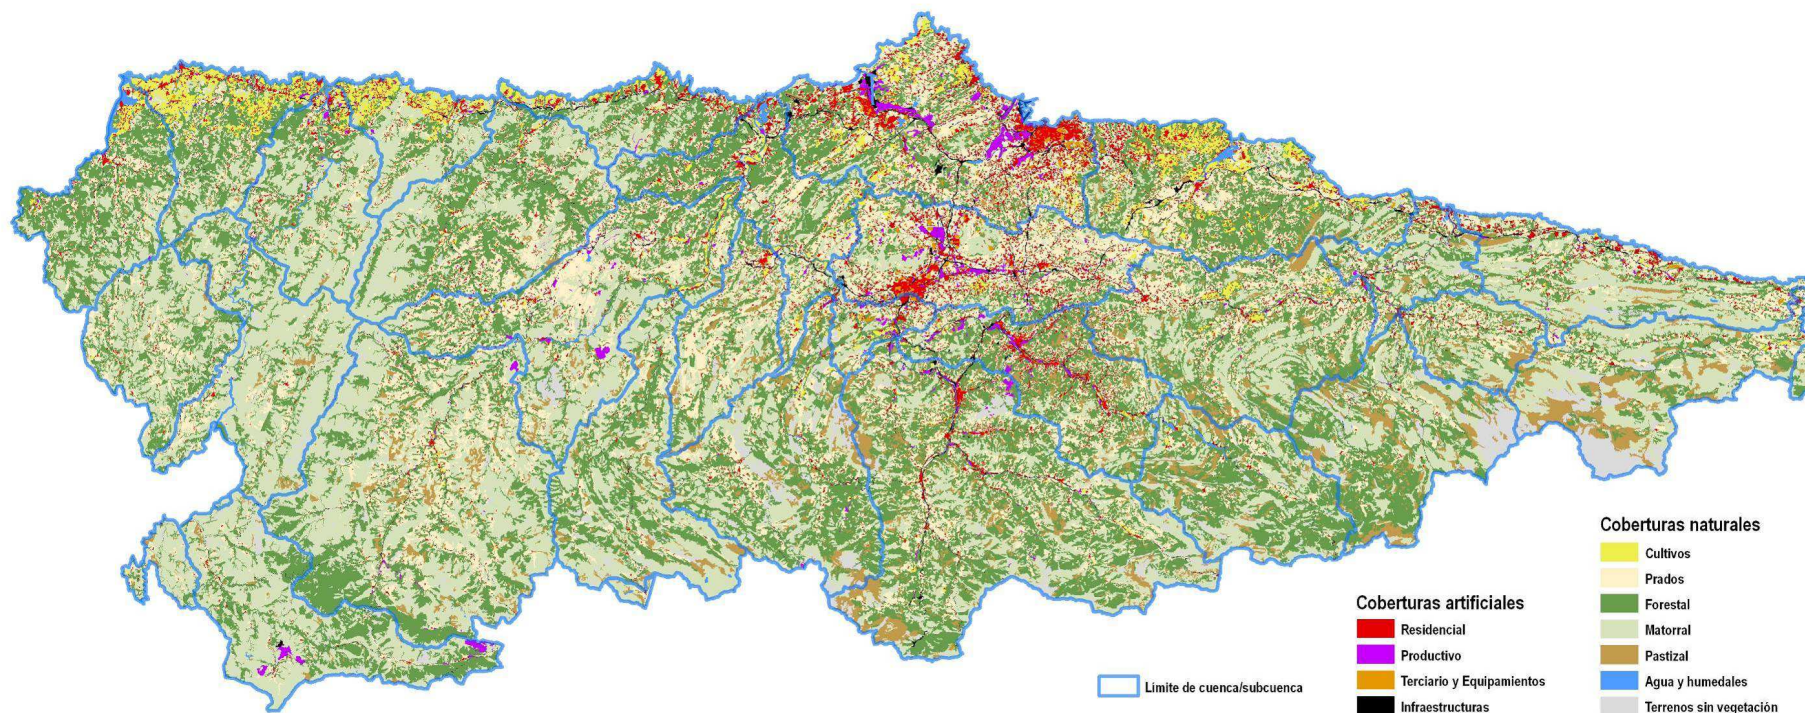 Coberturas naturales
Cultivos
Prados
Forestal
Matorral
Pastizal
Agua y humedales
Terrenos sin vegetación
Coberturas artificiales
Residencial
Productivo
Terciario y Equipamientos
Infraestructuras
Limite de cuenca/subcuenca